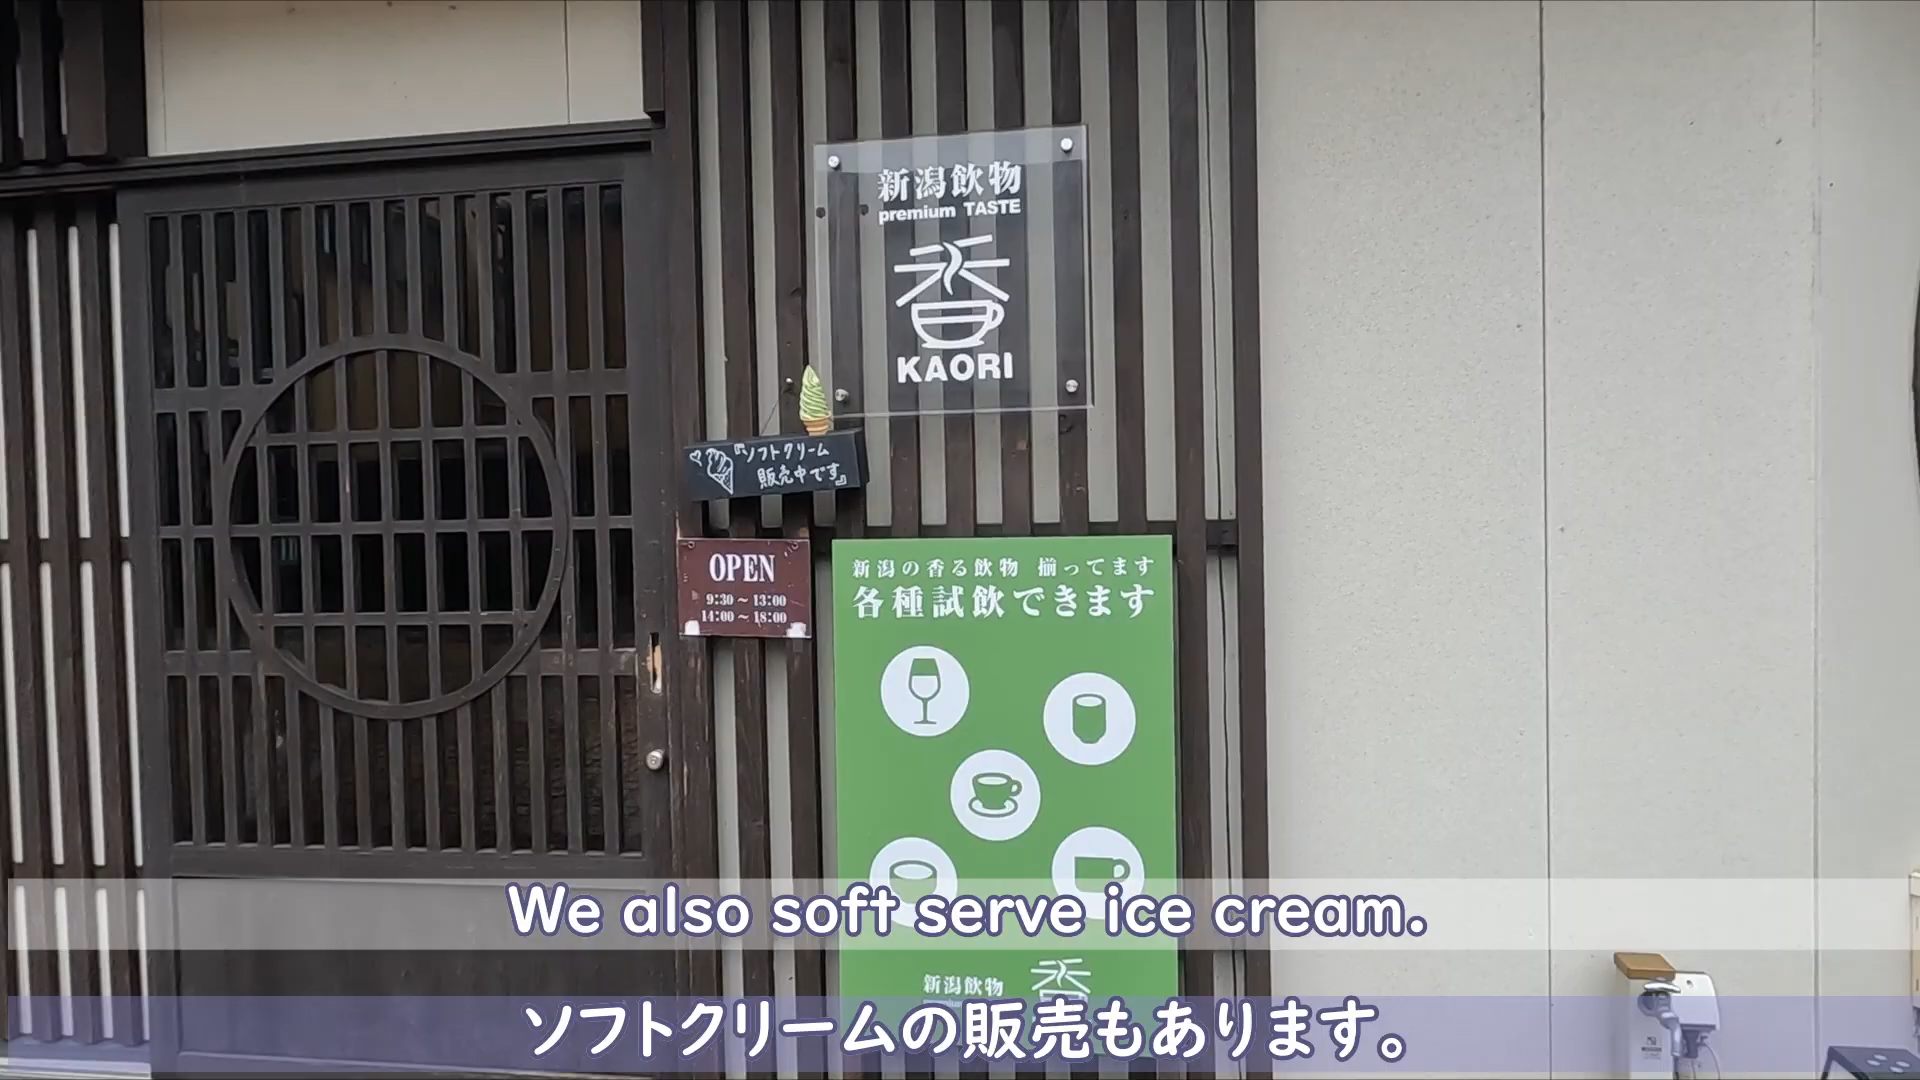 新潟飲物
premium TASTE
香
KAORI
『ソフトクリーム
販売中です』
OPEN
9:30～13:00
14:00～18:00
新潟の香る飲物 揃ってます
各種試飲できます
We also soft serve ice cream.
新潟飲物
香
ソフトクリームの販売もあります。